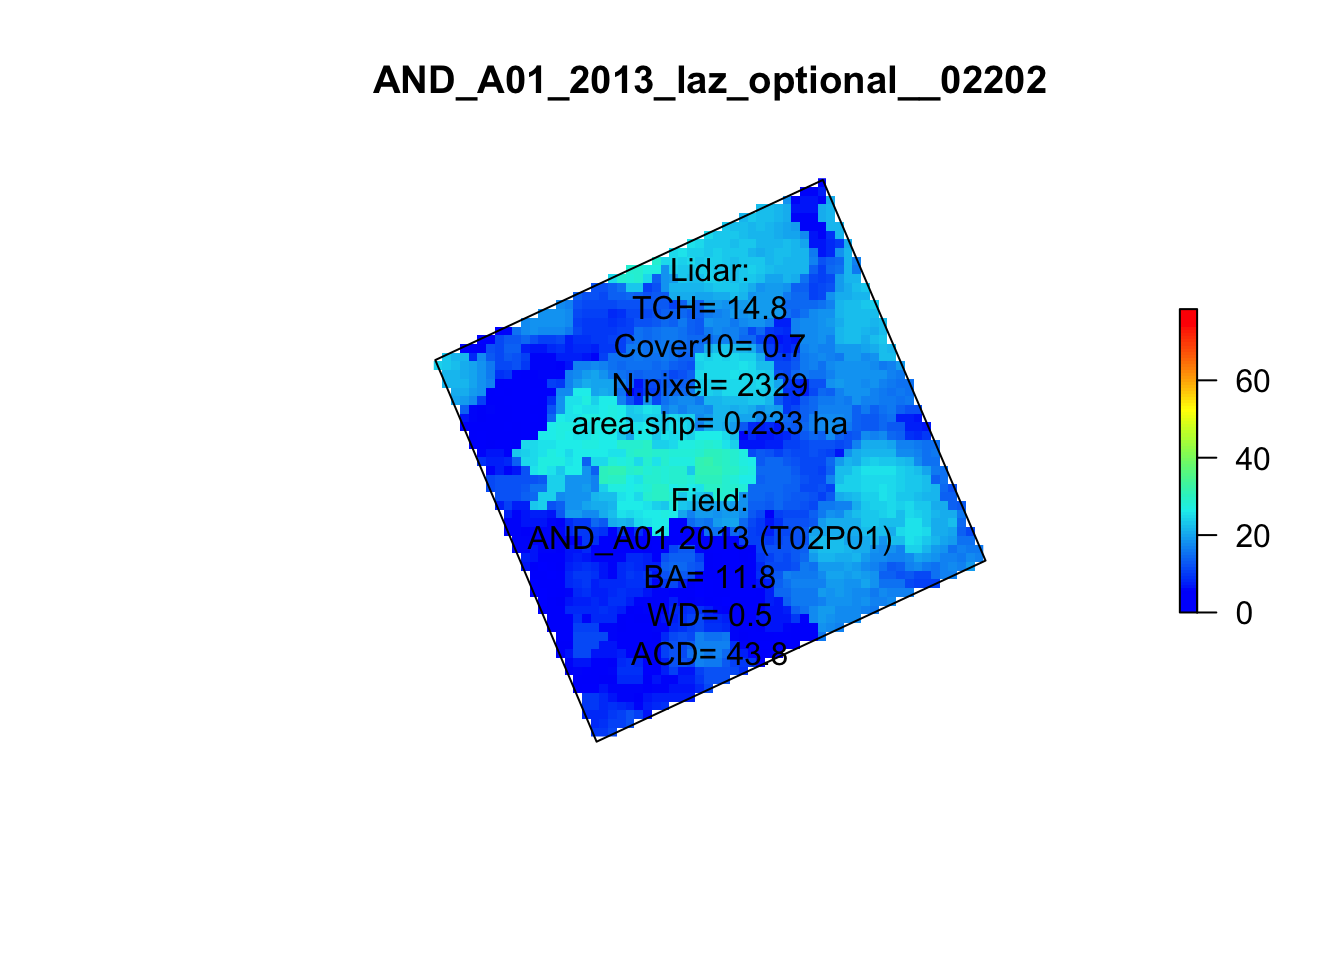 AND_A01_2013_laz_optional__02202
Lidar:
TCH= 14.8
Cover10= 0.7
N.pixel= 2329
area.shp= 0.233 ha
Field:
AND_A01 2013 (T02P01)
BA= 11.8
WD= 0.5
ACD= 43.8
60
40
20
0